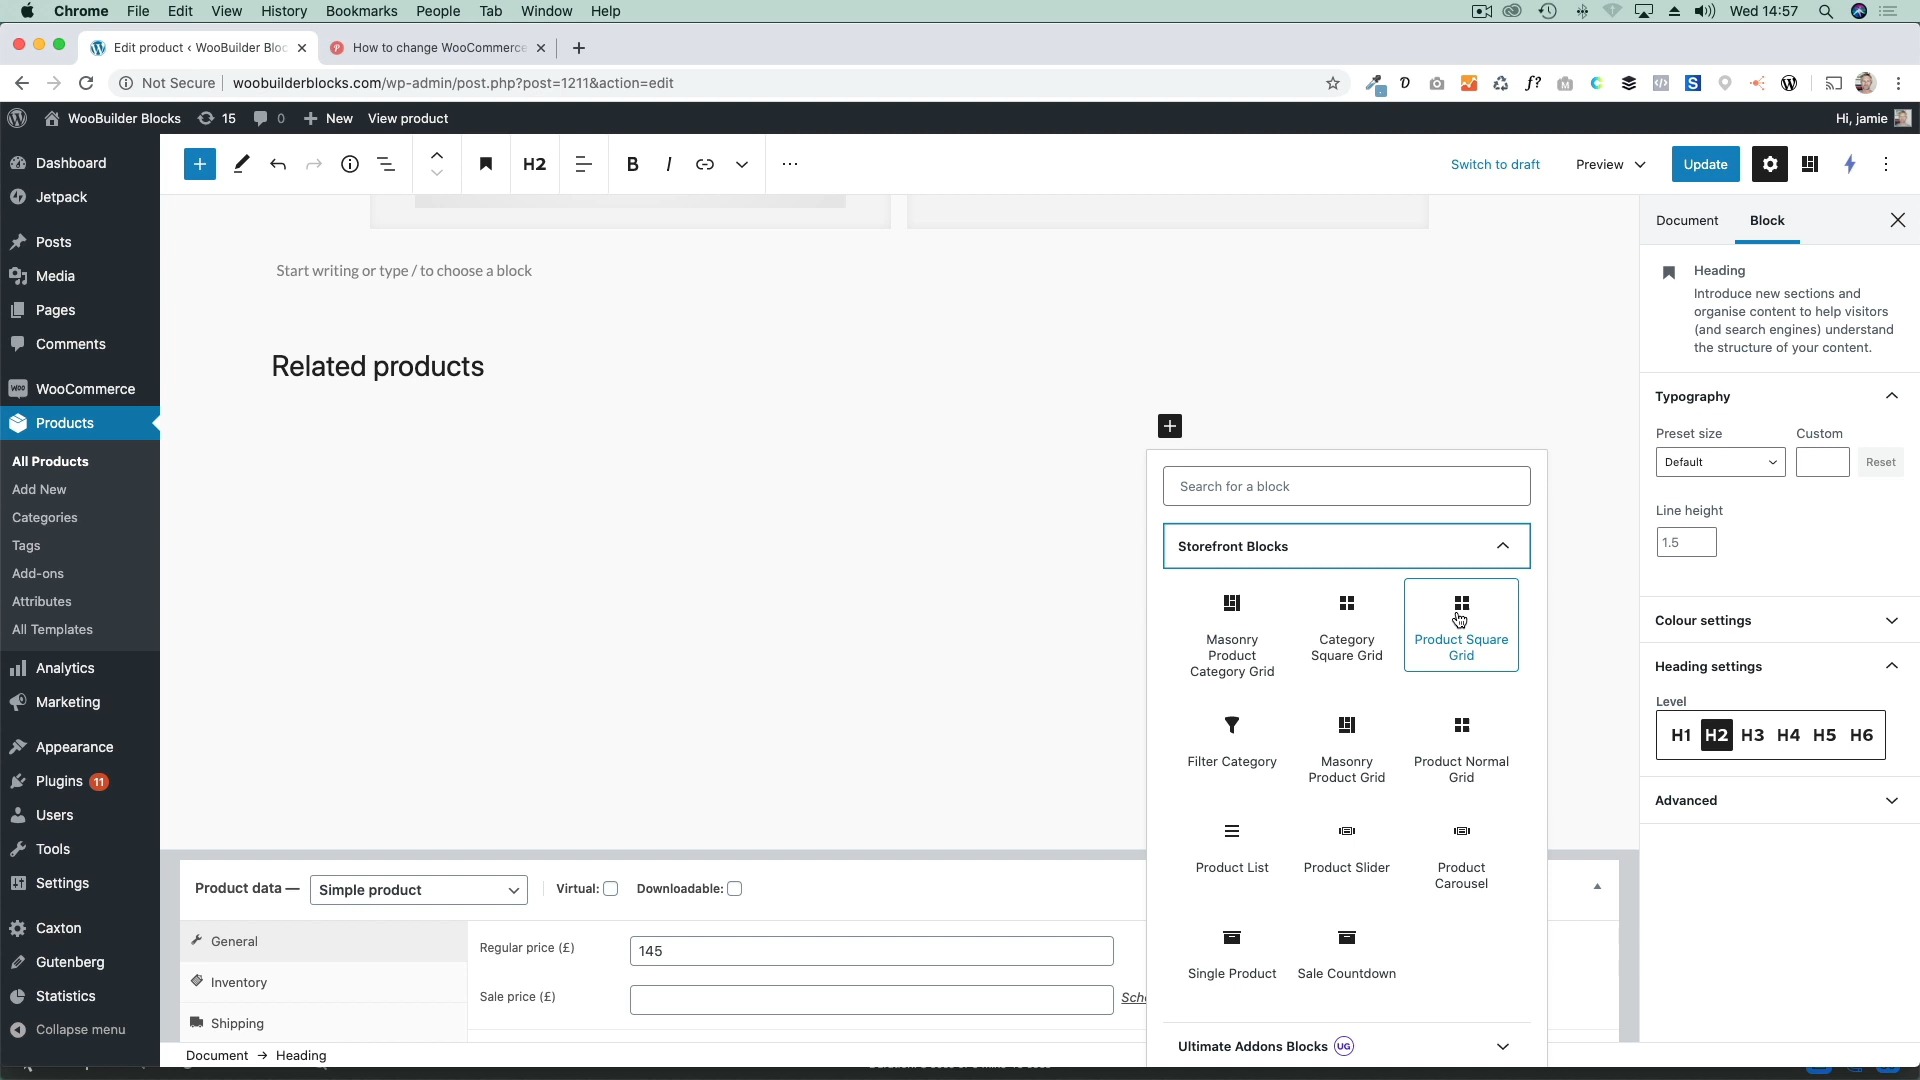 Chrome File Edit View History Bookmarks People Tab Window Help
Wed 14:57
Edit product ‹ WooBuilder Bloc
How to change WooCommerce
Not Secure
woobuilderblocks.com/wp-admin/post.php?post=1211&action=edit
WooBuilder Blocks 15 0 New View product
Hi, jamie
Dashboard
Jetpack
Posts
Media
Pages
Comments
WooCommerce
Products
All Products
Add New
Categories
Tags
Add-ons
Attributes
All Templates
Analytics
Marketing
Appearance
Plugins 11
Users
Tools
Settings
Caxton
Gutenberg
Statistics
Collapse menu
H2
B I
Switch to draft
Preview
Update
Start writing or type / to choose a block
Related products
Search for a block
Storefront Blocks
Masonry
Product
Category Grid
Category
Square Grid
Product Square
Grid
Filter Category
Masonry
Product Grid
Product Normal
Grid
Product List
Product Slider
Product
Carousel
Single Product
Sale Countdown
Ultimate Addons Blocks UG
Product data —
Simple product
Virtual:
Downloadable:
General
Inventory
Shipping
Regular price (£)
145
Sale price (£)
Sch
Document → Heading
Document
Block
Heading
Introduce new sections and
organise content to help visitors
(and search engines) understand
the structure of your content.
Typography
Preset size
Custom
Default
Reset
Line height
1.5
Colour settings
Heading settings
Level
H1 H2 H3 H4 H5 H6
Advanced